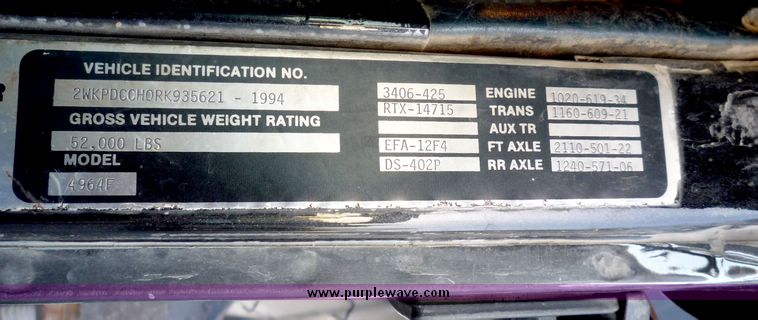 VEHICLE IDENTIFICATION NO.
2WKPDCCH0RK935621 - 1994
GROSS VEHICLE WEIGHT RATING
52,000 LBS
MODEL
4964F
3406-425 ENGINE 1020-619-34
RTX-14715 TRANS 1160-609-21
AUX TR
EFA-12F4 FT AXLE 2110-501-22
DS-402P RR AXLE 1240-571-06
www.purplewave.com